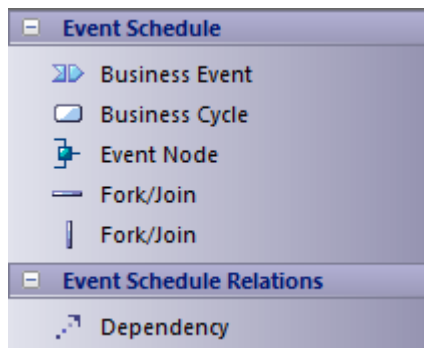 Event Schedule
Business Event
Business Cycle
Event Node
Fork/Join
Fork/Join
Event Schedule Relations
Dependency